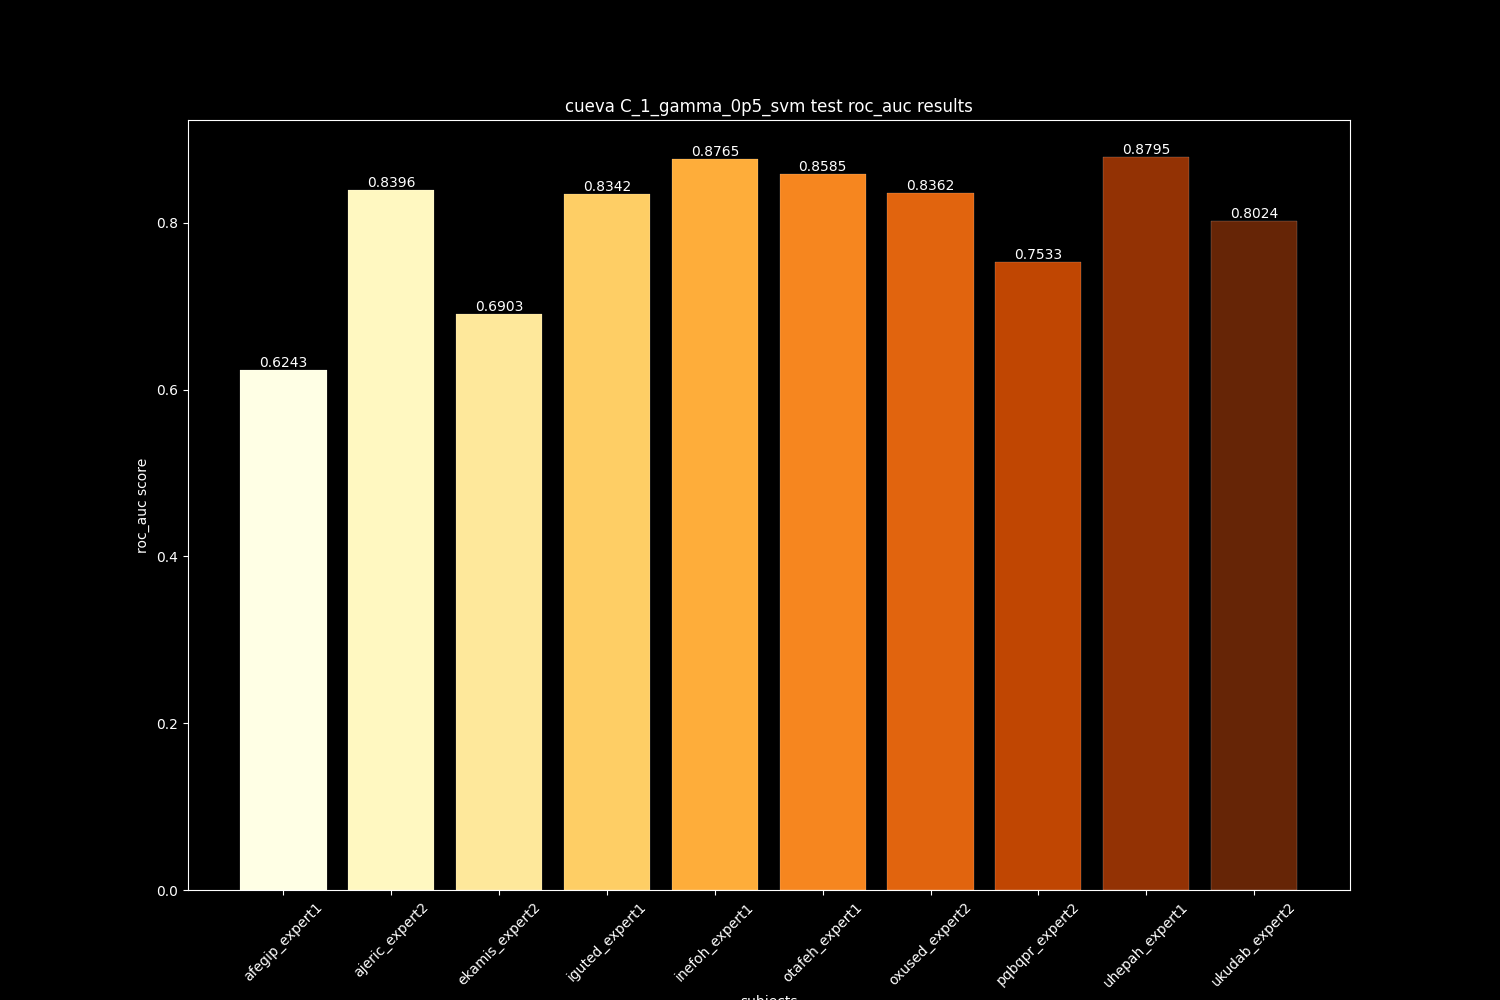 cueva C_1_gamma_0p5_svm test roc_auc results
0.8765
0.8795
0.8585
0.8396
0.8342
0.8362
0.8024
0.8
0.7533
0.6903
0.6243
0.6
roc_auc score
0.4
0.2
0.0
afegip_expert1
ajeric_expert2
ekamis_expert2
iguted_expert1
inefoh_expert1
otafeh_expert1
oxused_expert2
pqbqpr_expert2
uhepah_expert1
ukudab_expert2
subjects